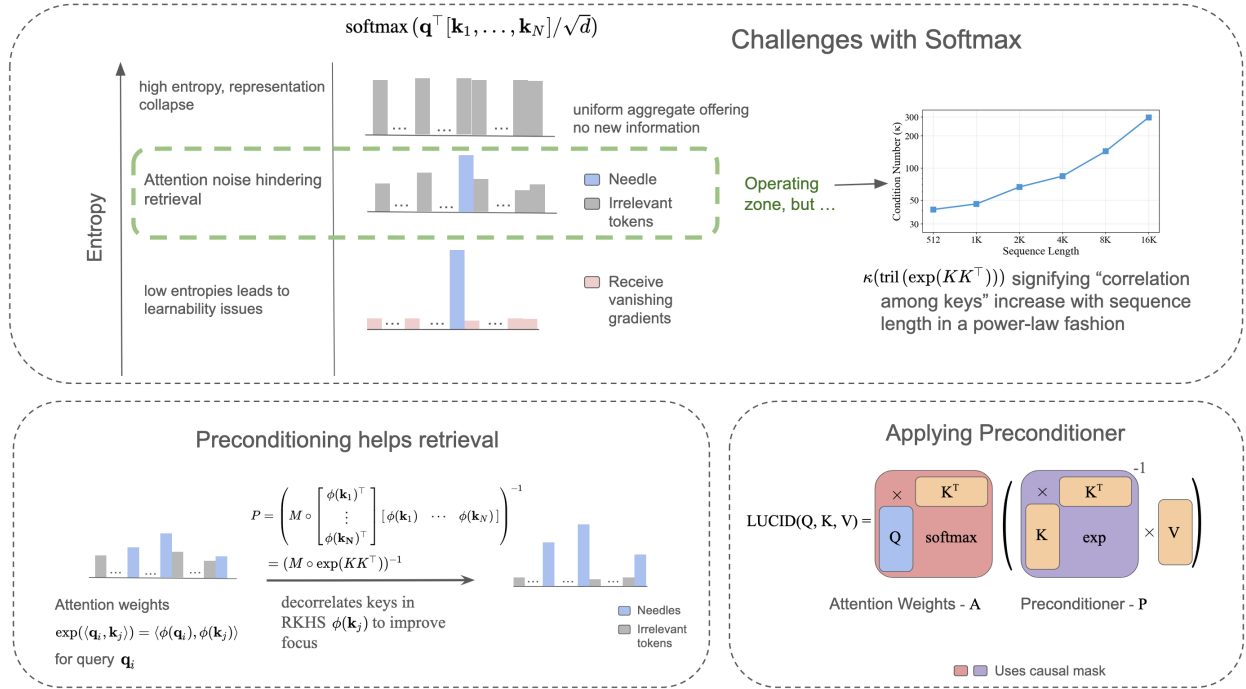 softmax (q⊤ [k₁, . . . , k_N]/√d)
Challenges with Softmax
Entropy
high entropy, representation
collapse
...
...
...
uniform aggregate offering
no new information
Attention noise hindering
retrieval
...
...
...
Needle
Irrelevant
tokens
Operating
zone, but ...
low entropies leads to
learnability issues
...
...
...
Receive
vanishing
gradients
Condition Number (κ)
300
200
100
50
30
512 1K 2K 4K 8K 16K
Sequence Length
κ(tril (exp(KK⊤))) signifying “correlation
among keys” increase with sequence
length in a power-law fashion
Preconditioning helps retrieval
...
...
...
Attention weights
exp(⟨qᵢ, kⱼ⟩) = ⟨φ(qᵢ), φ(kⱼ)⟩
for query qᵢ
P = (M ∘ [φ(k₁)⊤ ⋮ φ(k_N)⊤] [φ(k₁) ⋯ φ(k_N)])⁻¹
= (M ∘ exp(KK⊤))⁻¹
decorrelates keys in
RKHS φ(kⱼ) to improve
focus
...
...
...
Needles
Irrelevant
tokens
Applying Preconditioner
LUCID(Q, K, V) =
× Kᵀ
Q softmax
(
× Kᵀ
K exp
× V
)
-1
Attention Weights - A
Preconditioner - P
Uses causal mask